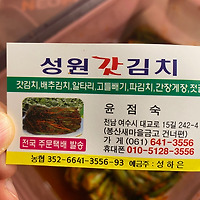 성원갓김치
갓김치,배추김치,알타리,고들빼기,파김치,간장게장,젓갈
윤점숙
전남 여수시 대교로 15길 242-4
(봉산새마을금고 건너편)
가 게 (061) 641-3556
휴대폰 010-5128-3556
전국 주문택배 발송
농협 352-6641-3556-93 예금주: 성하은